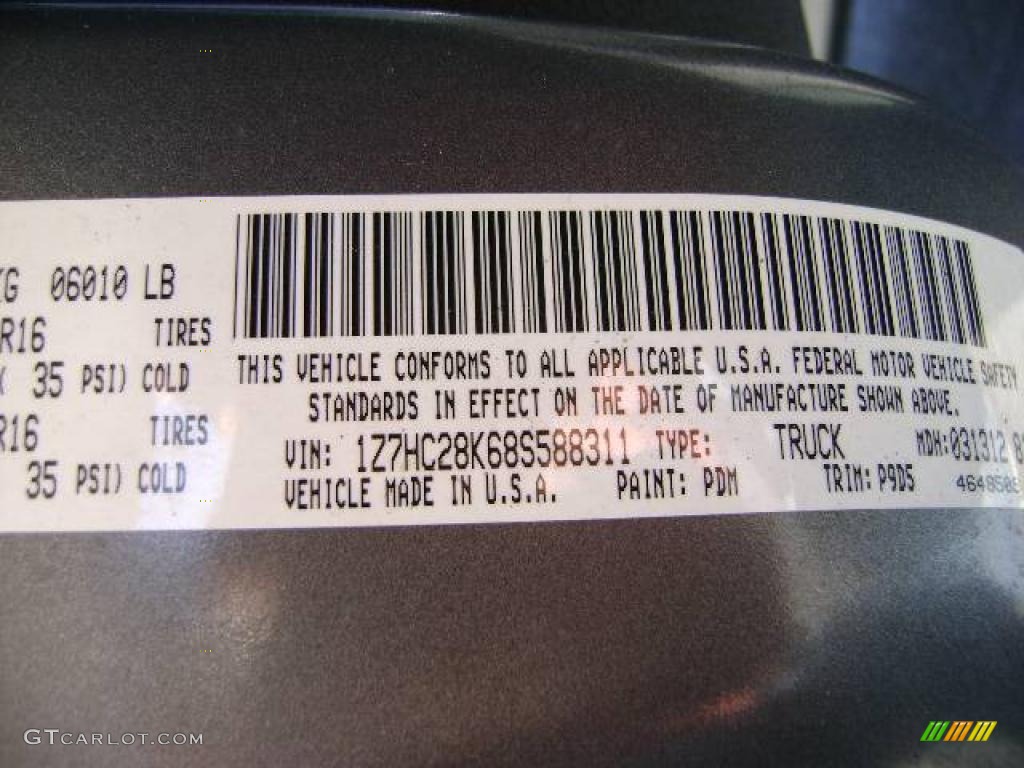 KG 06010 LB
R16 TIRES
( 35 PSI) COLD
R16 TIRES
35 PSI) COLD
THIS VEHICLE CONFORMS TO ALL APPLICABLE U.S.A. FEDERAL MOTOR VEHICLE SAFETY
STANDARDS IN EFFECT ON THE DATE OF MANUFACTURE SHOWN ABOVE.
VIN: 1Z7HC28K68S588311 TYPE: TRUCK MDH: 031312 8
VEHICLE MADE IN U.S.A. PAINT: PDM TRIM: P9D5
GTCARLOT.COM